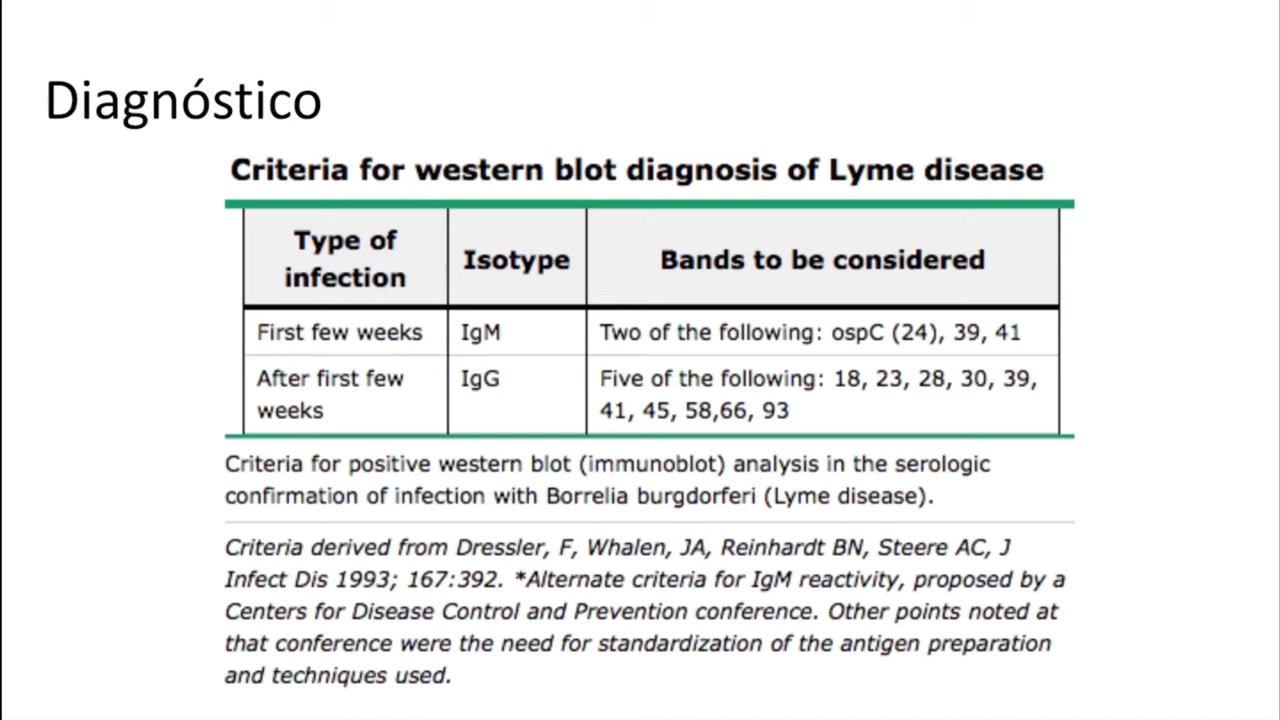 Diagnóstico
Criteria for western blot diagnosis of Lyme disease
Type of
infection
Isotype
Bands to be considered
First few weeks
IgM
Two of the following: ospC (24), 39, 41
After first few
weeks
IgG
Five of the following: 18, 23, 28, 30, 39,
41, 45, 58,66, 93
Criteria for positive western blot (immunoblot) analysis in the serologic
confirmation of infection with Borrelia burgdorferi (Lyme disease).
Criteria derived from Dressler, F, Whalen, JA, Reinhardt BN, Steere AC, J
Infect Dis 1993; 167:392. *Alternate criteria for IgM reactivity, proposed by a
Centers for Disease Control and Prevention conference. Other points noted at
that conference were the need for standardization of the antigen preparation
and techniques used.